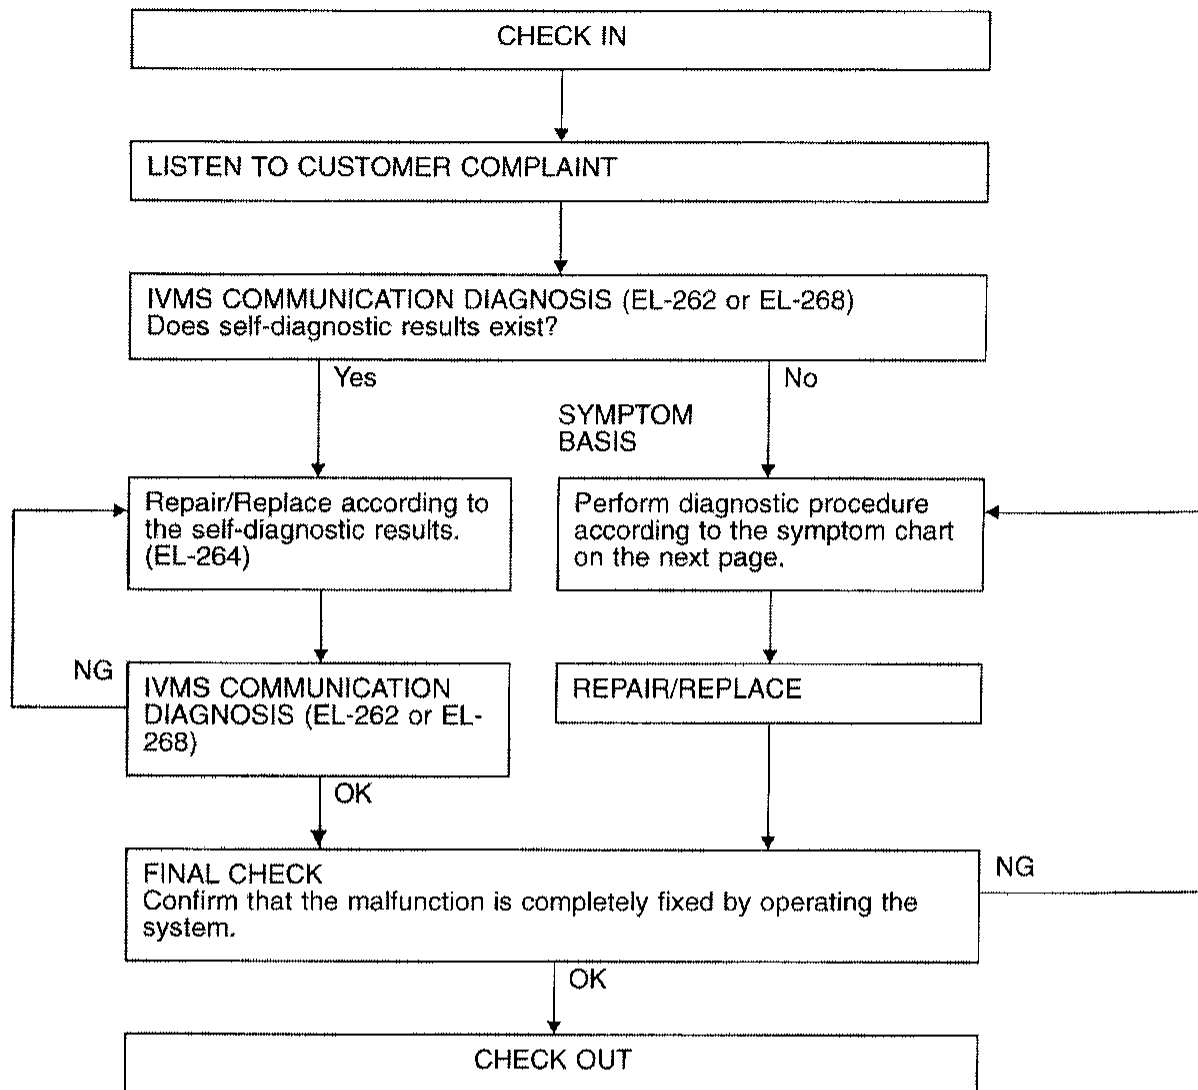 CHECK IN
LISTEN TO CUSTOMER COMPLAINT
IVMS COMMUNICATION DIAGNOSIS (EL-262 or EL-268)
Does self-diagnostic results exist?
Yes
No
SYMPTOM
BASIS
Repair/Replace according to
the self-diagnostic results.
(EL-264)
Perform diagnostic procedure
according to the symptom chart
on the next page.
NG
IVMS COMMUNICATION
DIAGNOSIS (EL-262 or EL-
268)
REPAIR/REPLACE
OK
FINAL CHECK
Confirm that the malfunction is completely fixed by operating the
system.
NG
OK
CHECK OUT